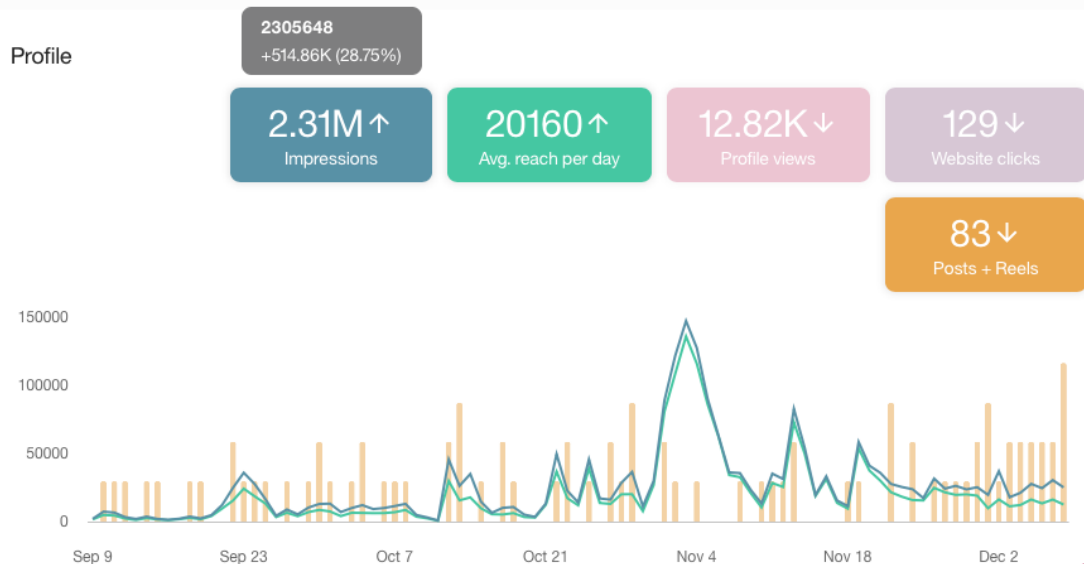 2305648
+514.86K (28.75%)
Profile
2.31M↑
Impressions
20160↑
Avg. reach per day
12.82K↓
Profile views
129↓
Website clicks
83↓
Posts + Reels
150000
100000
50000
0
Sep 9
Sep 23
Oct 7
Oct 21
Nov 4
Nov 18
Dec 2